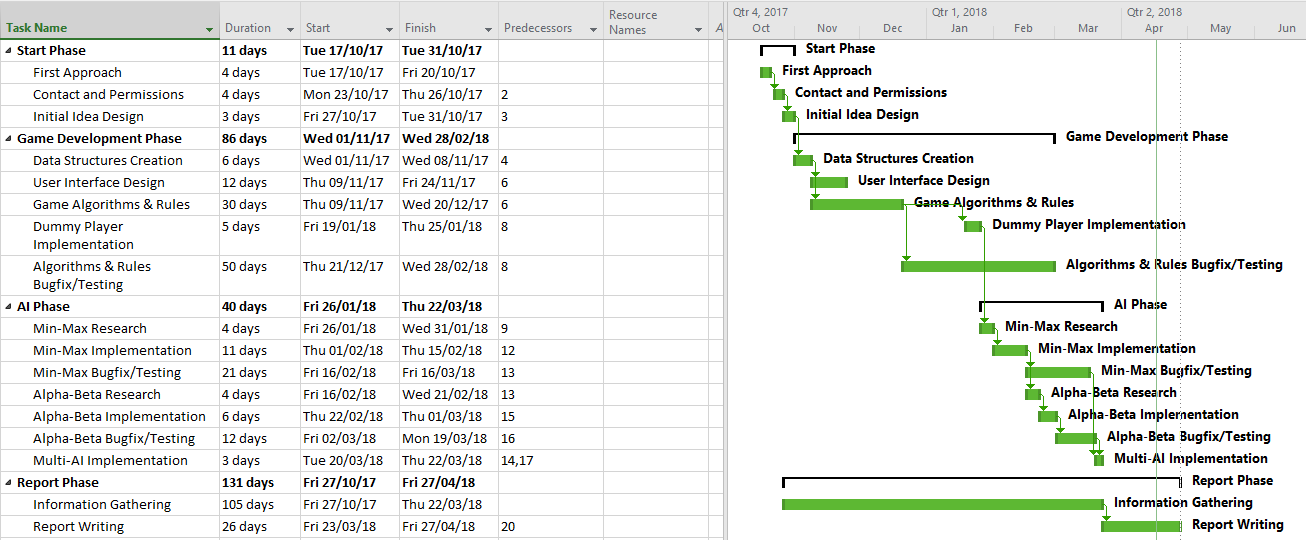 Task Name Duration Start Finish Predecessors Resource Names A
Qtr 4, 2017 Qtr 1, 2018 Qtr 2, 2018
Oct Nov Dec Jan Feb Mar Apr May Jun
Start Phase 11 days Tue 17/10/17 Tue 31/10/17 Start Phase
First Approach 4 days Tue 17/10/17 Fri 20/10/17 First Approach
Contact and Permissions 4 days Mon 23/10/17 Thu 26/10/17 2 Contact and Permissions
Initial Idea Design 3 days Fri 27/10/17 Tue 31/10/17 3 Initial Idea Design
Game Development Phase 86 days Wed 01/11/17 Wed 28/02/18 Game Development Phase
Data Structures Creation 6 days Wed 01/11/17 Wed 08/11/17 4 Data Structures Creation
User Interface Design 12 days Thu 09/11/17 Fri 24/11/17 6 User Interface Design
Game Algorithms & Rules 30 days Thu 09/11/17 Wed 20/12/17 6 Game Algorithms & Rules
Dummy Player Implementation 5 days Fri 19/01/18 Thu 25/01/18 8 Dummy Player Implementation
Algorithms & Rules Bugfix/Testing 50 days Thu 21/12/17 Wed 28/02/18 8 Algorithms & Rules Bugfix/Testing
AI Phase 40 days Fri 26/01/18 Thu 22/03/18 AI Phase
Min-Max Research 4 days Fri 26/01/18 Wed 31/01/18 9 Min-Max Research
Min-Max Implementation 11 days Thu 01/02/18 Thu 15/02/18 12 Min-Max Implementation
Min-Max Bugfix/Testing 21 days Fri 16/02/18 Fri 16/03/18 13 Min-Max Bugfix/Testing
Alpha-Beta Research 4 days Fri 16/02/18 Wed 21/02/18 13 Alpha-Beta Research
Alpha-Beta Implementation 6 days Thu 22/02/18 Thu 01/03/18 15 Alpha-Beta Implementation
Alpha-Beta Bugfix/Testing 12 days Fri 02/03/18 Mon 19/03/18 16 Alpha-Beta Bugfix/Testing
Multi-AI Implementation 3 days Tue 20/03/18 Thu 22/03/18 14,17 Multi-AI Implementation
Report Phase 131 days Fri 27/10/17 Fri 27/04/18 Report Phase
Information Gathering 105 days Fri 27/10/17 Thu 22/03/18 Information Gathering
Report Writing 26 days Fri 23/03/18 Fri 27/04/18 20 Report Writing